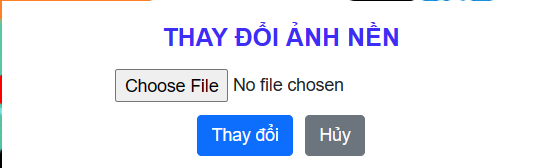 THAY ĐỔI ẢNH NỀN
Choose File No file chosen
Thay đổi Hủy